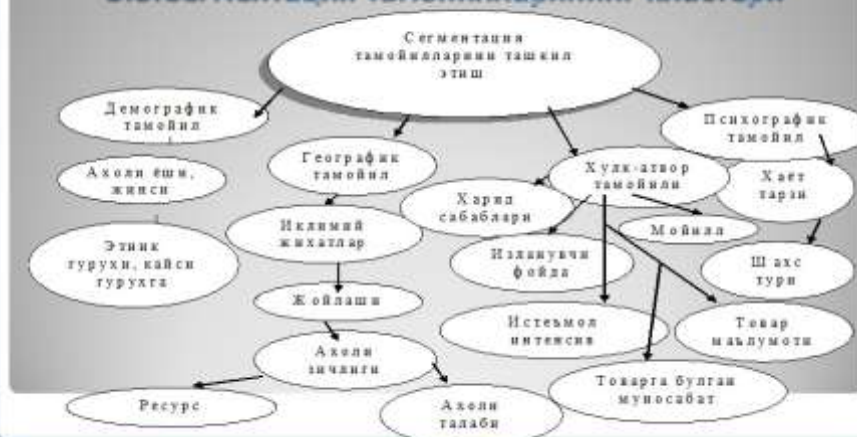 Сегментация
тамойилларини ташкил
этиш
Демографик
тамойил
Психографик
тамойил
Географик
тамойил
Хулк-атвор
тамойили
Ахоли ёши,
жинси
Хаёт
тарзи
Харид
сабаблари
Иклимий
жихатлар
Мойилл
Этник
гурухи, кайси
гурухга
Изланувчи
фойда
Шахс
тури
Жойлаши
Истеъмол
интенсив
Товар
маълумоти
Ахоли
зичлиги
Товарга булган
муносабат
Ресурс
Ахоли
талаби